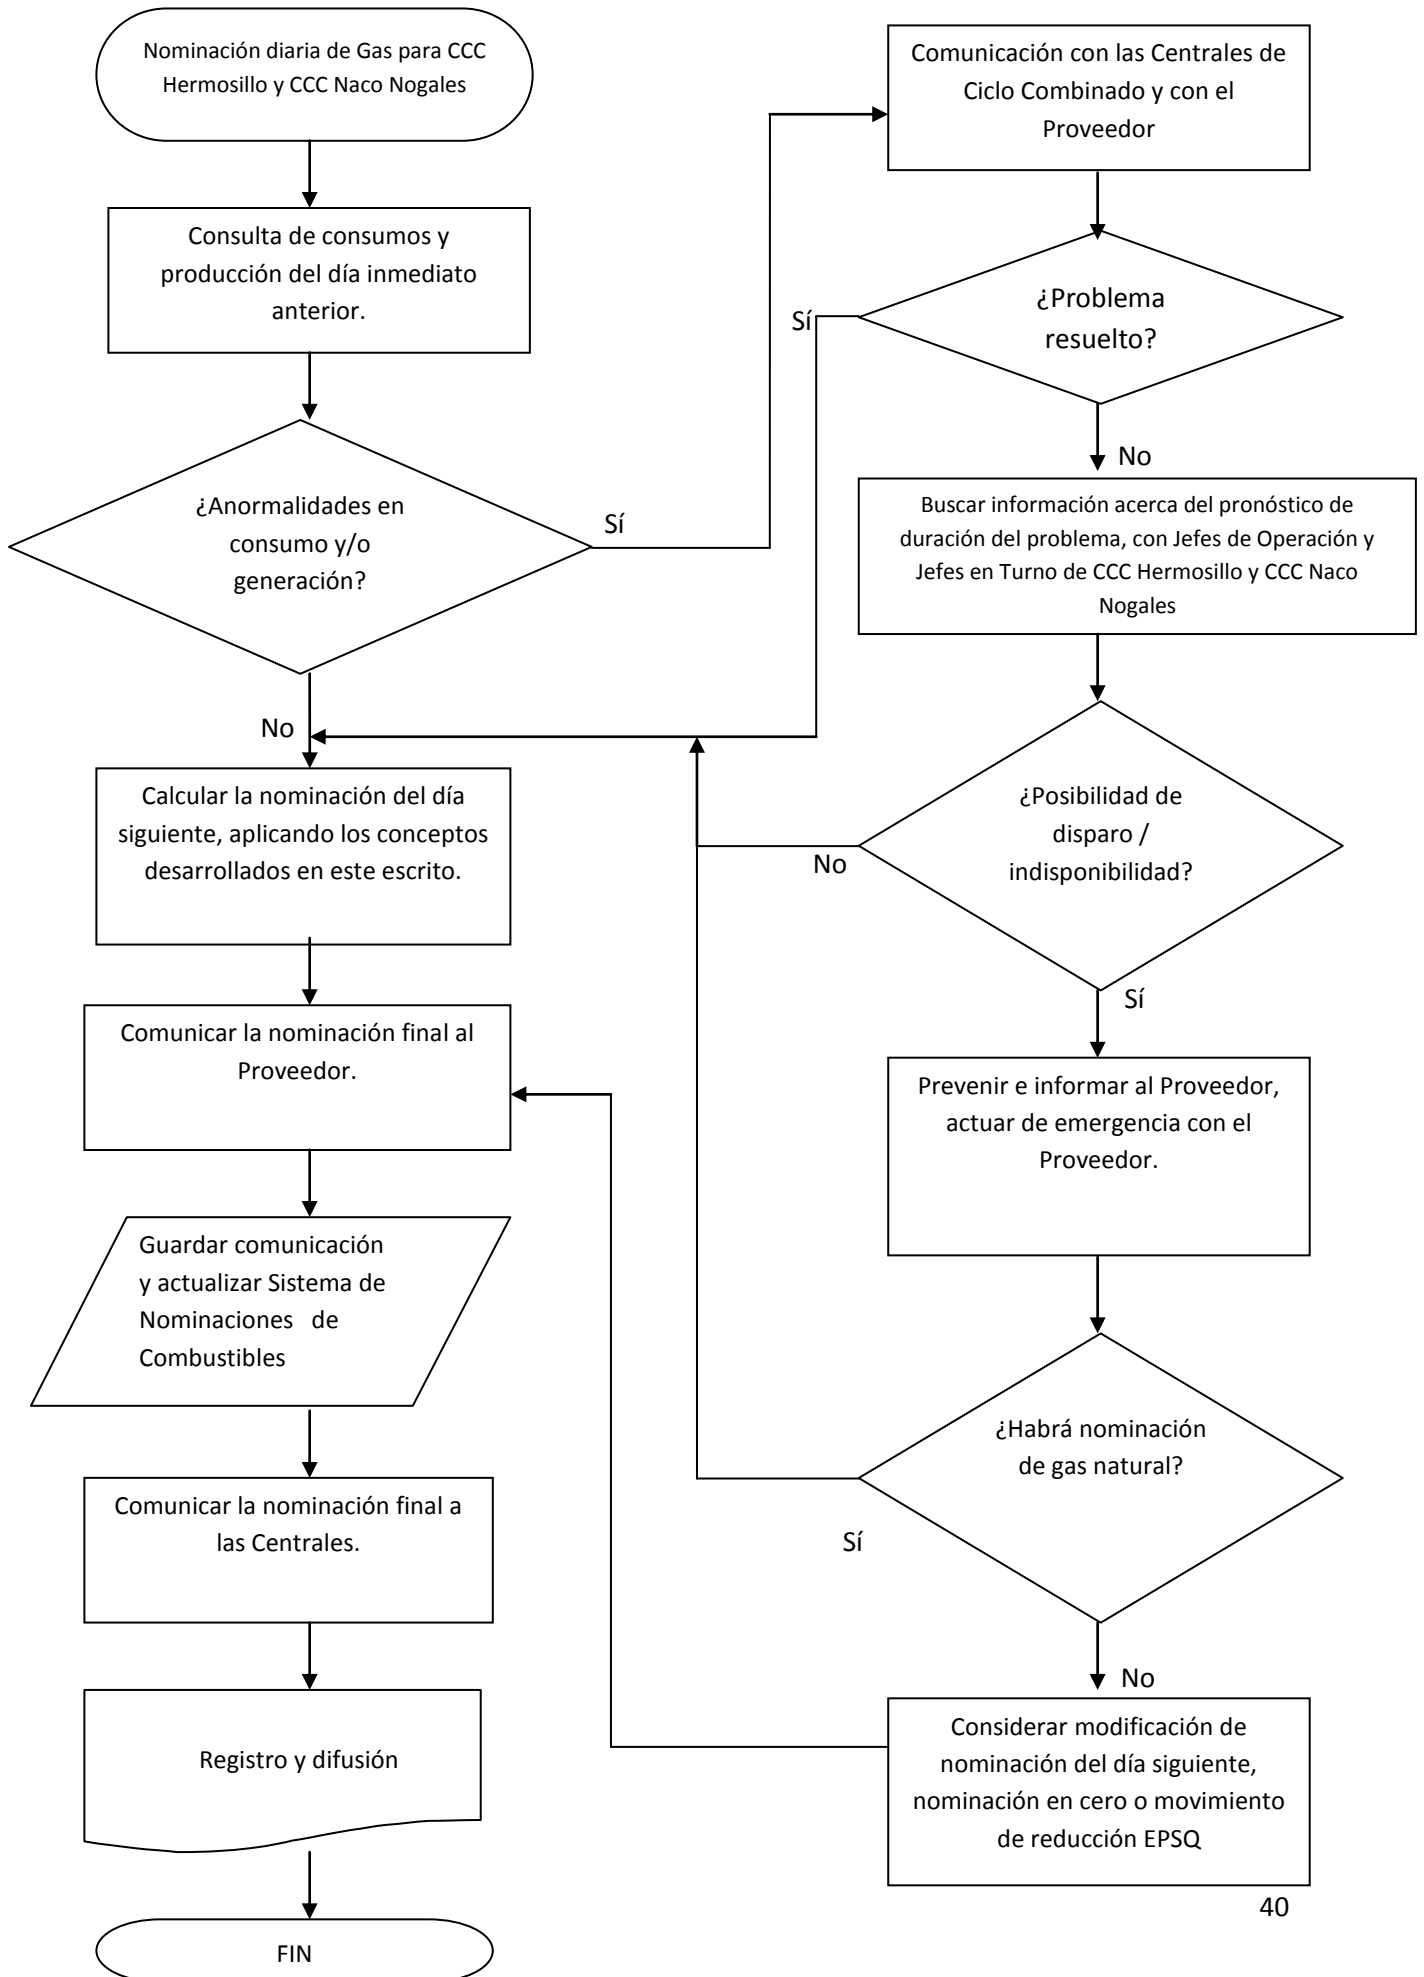 Nominación diaria de Gas para CCC
Hermosillo y CCC Naco Nogales
Consulta de consumos y
producción del día inmediato
anterior.
¿Anormalidades en
consumo y/o
generación?
Sí
No
Calcular la nominación del día
siguiente, aplicando los conceptos
desarrollados en este escrito.
Comunicar la nominación final al
Proveedor.
Guardar comunicación
y actualizar Sistema de
Nominaciones de
Combustibles
Comunicar la nominación final a
las Centrales.
Registro y difusión
FIN
Comunicación con las Centrales de
Ciclo Combinado y con el
Proveedor
¿Problema
resuelto?
Sí
No
Buscar información acerca del pronóstico de
duración del problema, con Jefes de Operación y
Jefes en Turno de CCC Hermosillo y CCC Naco
Nogales
¿Posibilidad de
disparo /
indisponibilidad?
No
Sí
Prevenir e informar al Proveedor,
actuar de emergencia con el
Proveedor.
¿Habrá nominación
de gas natural?
Sí
No
Considerar modificación de
nominación del día siguiente,
nominación en cero o movimiento
de reducción EPSQ
40